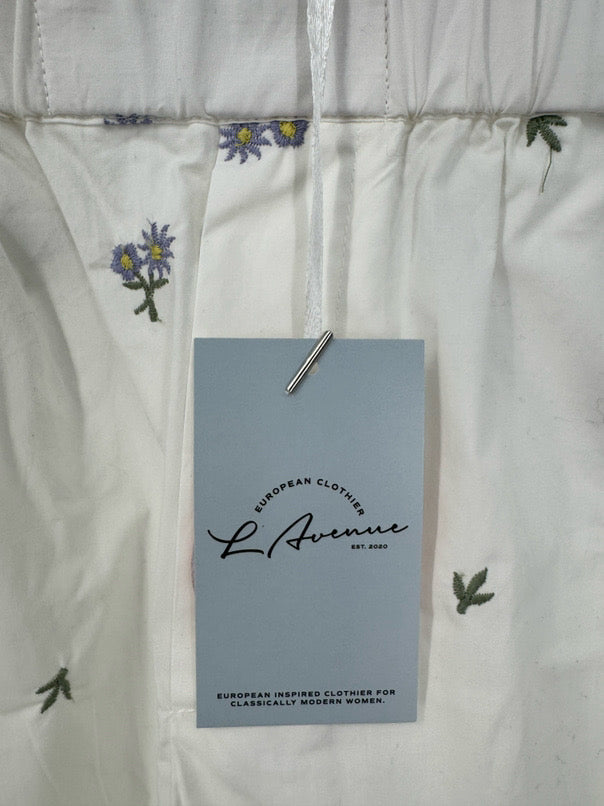 EUROPEAN CLOTHIER
L Avenue
EST. 2020
EUROPEAN INSPIRED CLOTHIER FOR
CLASSICALLY MODERN WOMEN.